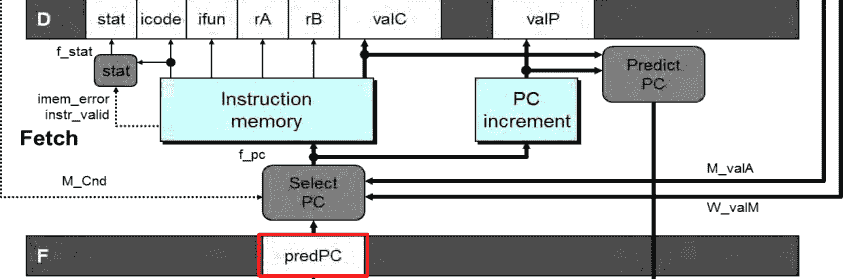 D stat icode ifun rA rB valC valP
f_stat
stat
Predict
PC
imem_error
instr_valid
Instruction
memory
PC
increment
Fetch
f_pc
M_Cnd
Select
PC
M_valA
W_valM
F predPC